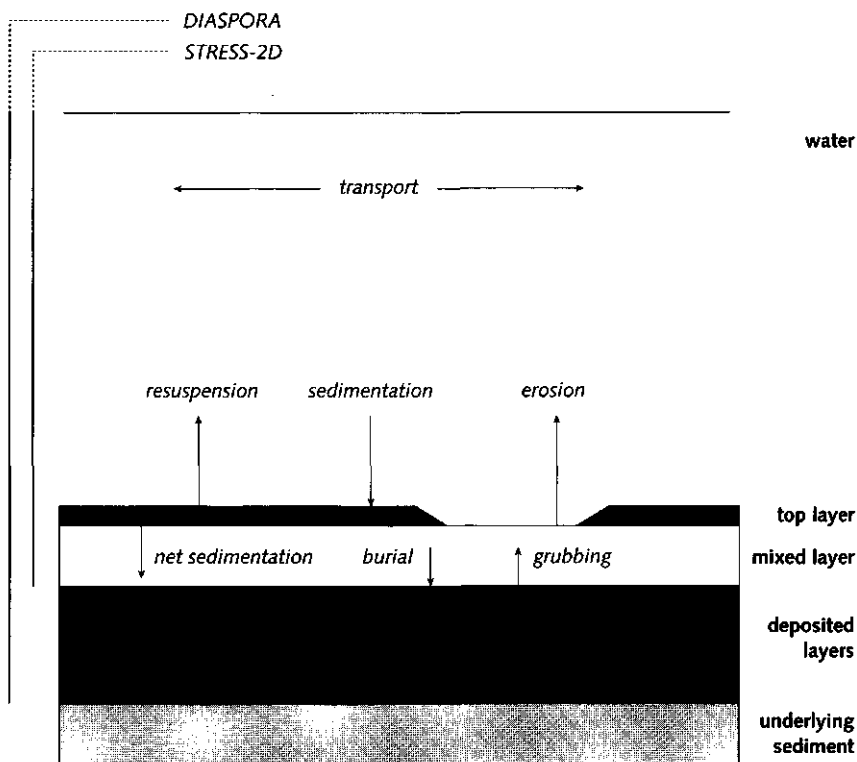 DIASPORA
STRESS-2D
water
transport
resuspension sedimentation erosion
top layer
net sedimentation burial grubbing mixed layer
deposited
layers
underlying
sediment